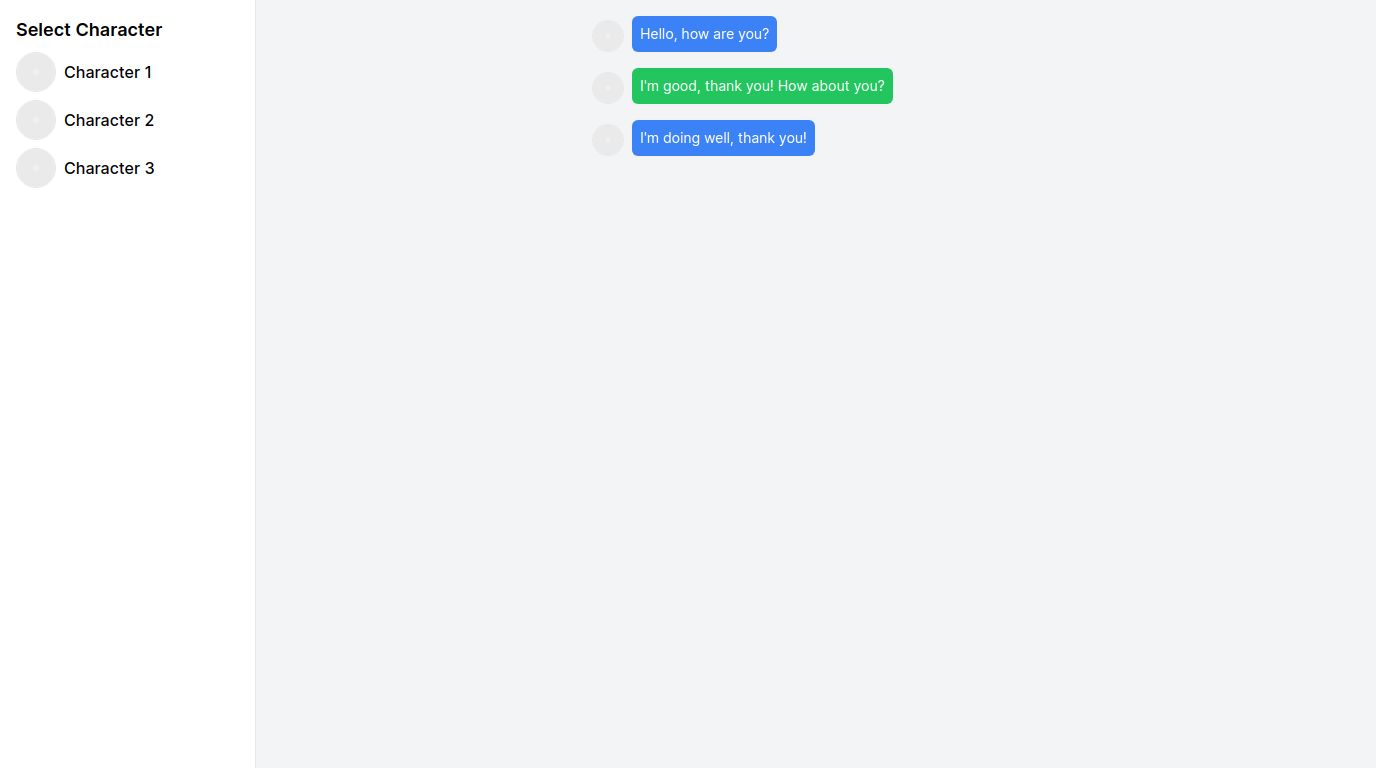 Select Character
Character 1
Character 2
Character 3
Hello, how are you?
I'm good, thank you! How about you?
I'm doing well, thank you!